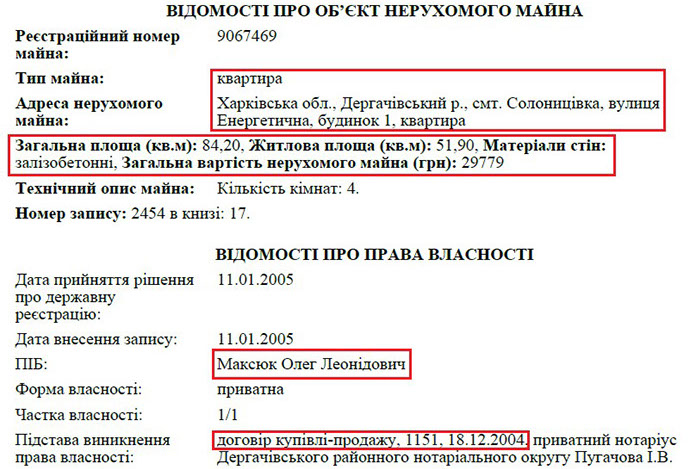 ВІДОМОСТІ ПРО ОБ’ЄКТ НЕРУХОМОГО МАЙНА
Реєстраційний номер майна: 9067469
Тип майна: квартира
Адреса нерухомого майна: Харківська обл., Дергачівський р., смт. Солоницівка, вулиця Енергетична, будинок 1, квартира
Загальна площа (кв.м): 84,20, Житлова площа (кв.м): 51,90, Матеріали стін: залізобетонні, Загальна вартість нерухомого майна (грн): 29779
Технічний опис майна: Кількість кімнат: 4.
Номер запису: 2454 в книзі: 17.
ВІДОМОСТІ ПРО ПРАВА ВЛАСНОСТІ
Дата прийняття рішення про державну реєстрацію: 11.01.2005
Дата внесення запису: 11.01.2005
ПІБ: Максюк Олег Леонідович
Форма власності: приватна
Частка власності: 1/1
Підстава виникнення права власності: договір купівлі-продажу, 1151, 18.12.2004, приватний нотаріус Дергачівського районного нотаріального округу Пугачова І.В.